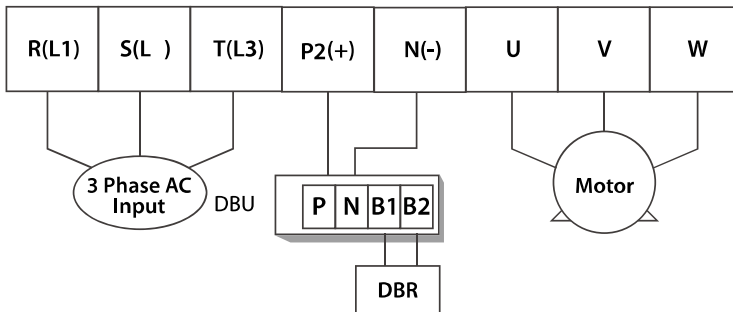 R(L1) S(L ) T(L3) P2(+) N(-) U V W
3 Phase AC
Input
DBU
P N B1 B2
Motor
DBR